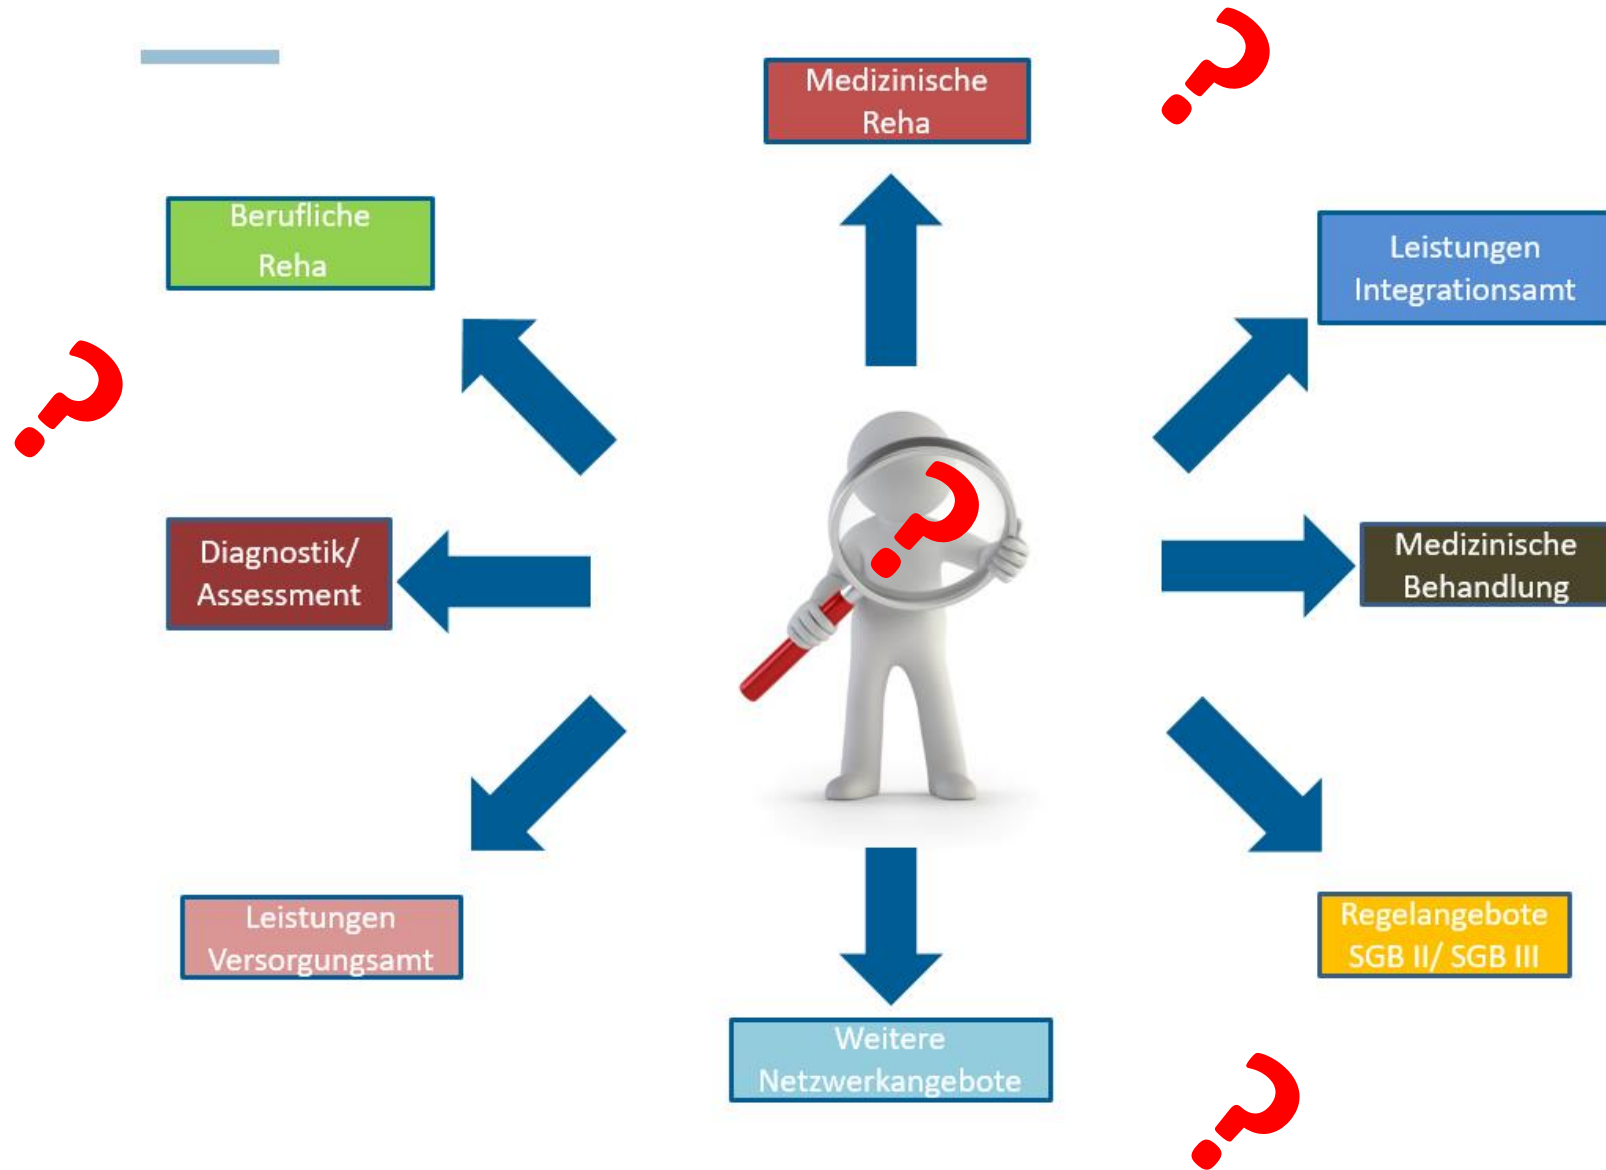 ?
Medizinische
Reha
Berufliche
Reha
Leistungen
Integrationsamt
?
?
Diagnostik/
Assessment
Medizinische
Behandlung
Leistungen
Versorgungsamt
Regelangebote
SGB II/ SGB III
Weitere
Netzwerkangebote
?